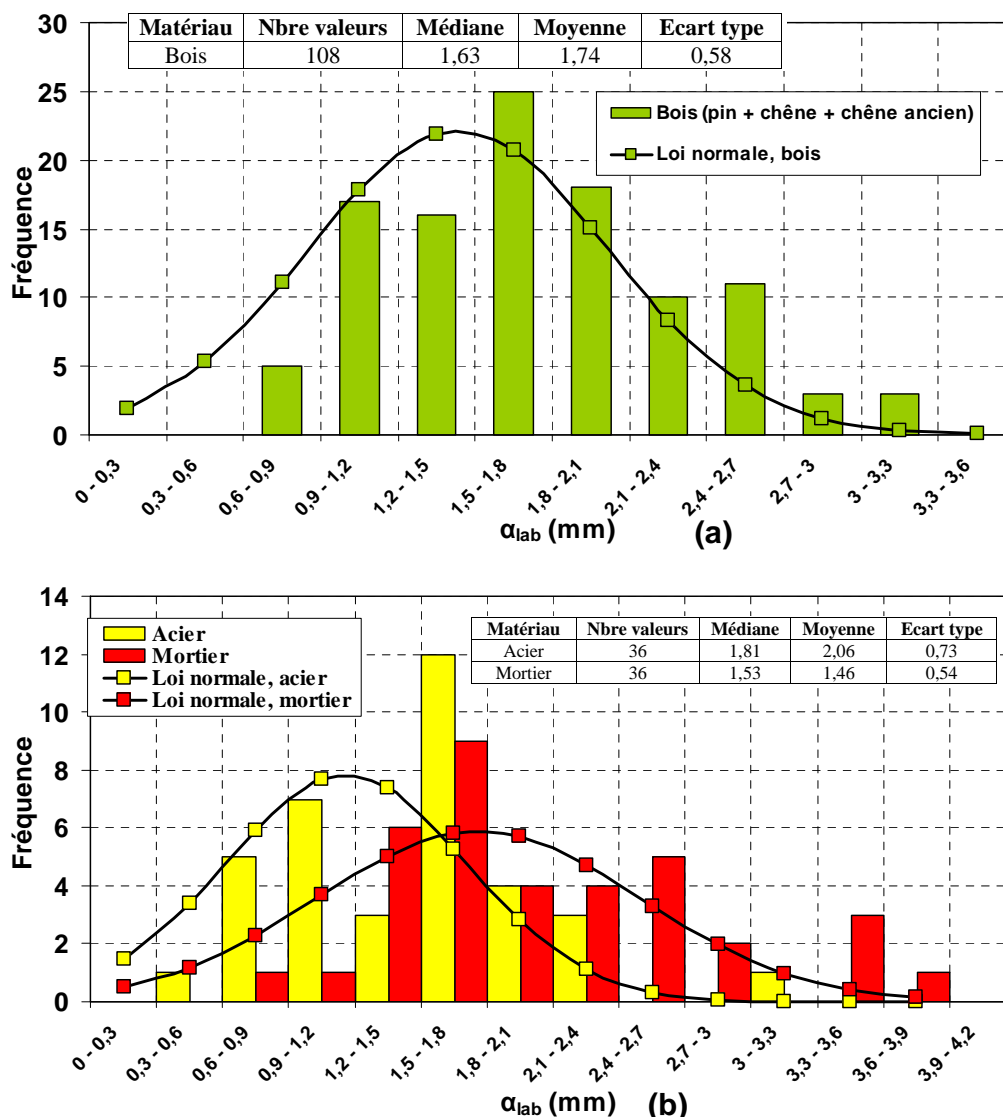 Matériau Nbre valeurs Médiane Moyenne Ecart type
Bois 108 1,63 1,74 0,58
30
25
20
15
10
5
0
Fréquence
Bois (pin + chêne + chêne ancien)
Loi normale, bois
0 - 0,3 0,3 - 0,6 0,6 - 0,9 0,9 - 1,2 1,2 - 1,5 1,5 - 1,8 1,8 - 2,1 2,1 - 2,4 2,4 - 2,7 2,7 - 3 3 - 3,3 3,3 - 3,6
αlab (mm) (a)
14
12
10
8
6
4
2
0
Fréquence
Acier
Mortier
Loi normale, acier
Loi normale, mortier
Matériau Nbre valeurs Médiane Moyenne Ecart type
Acier 36 1,81 2,06 0,73
Mortier 36 1,53 1,46 0,54
0 - 0,3 0,3 - 0,6 0,6 - 0,9 0,9 - 1,2 1,2 - 1,5 1,5 - 1,8 1,8 - 2,1 2,1 - 2,4 2,4 - 2,7 2,7 - 3 3 - 3,3 3,3 - 3,6 3,6 - 3,9 3,9 - 4,2
αlab (mm) (b)